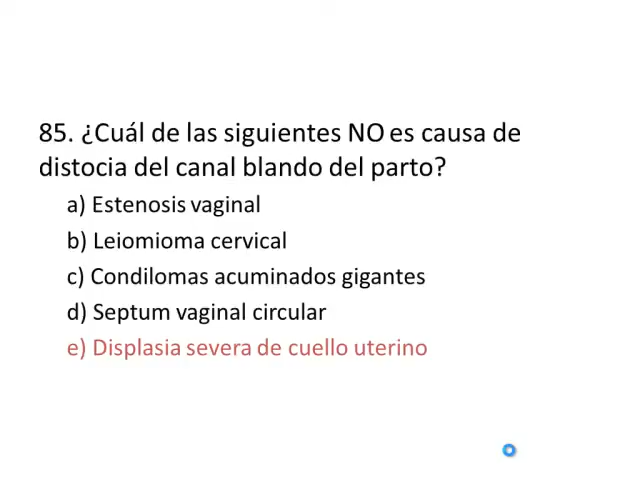 85. ¿Cuál de las siguientes NO es causa de
distocia del canal blando del parto?
a) Estenosis vaginal
b) Leiomioma cervical
c) Condilomas acuminados gigantes
d) Septum vaginal circular
e) Displasia severa de cuello uterino